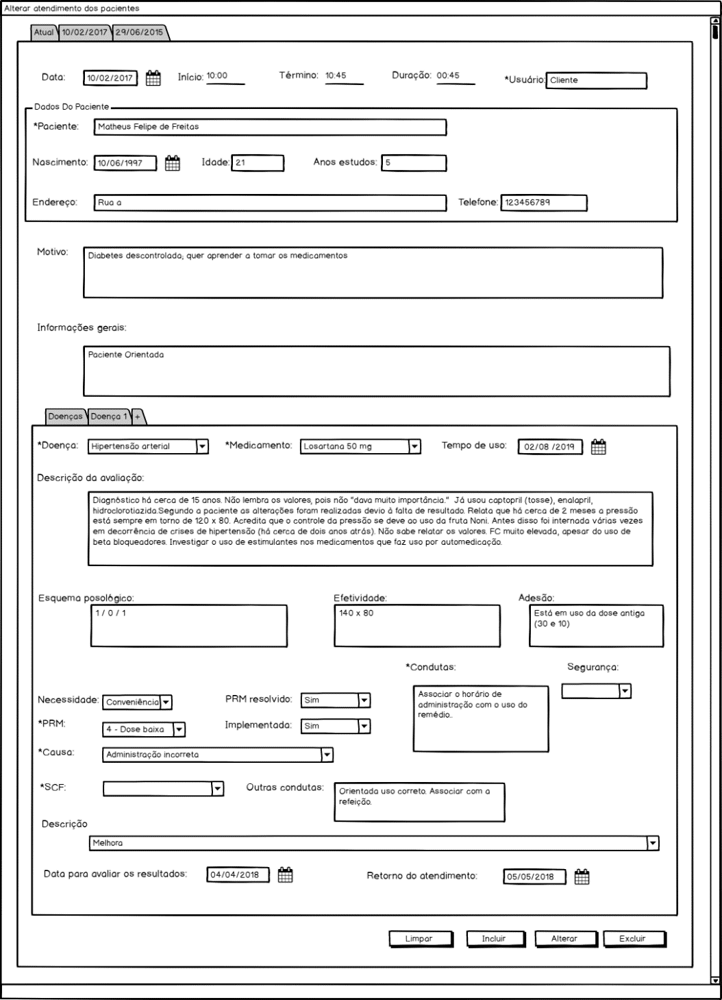 Alterar atendimento dos pacientes
Atual 10/02/2017 29/06/2015
Data: 10/02/2017 Início: 10:00 Término: 10:45 Duração: 00:45 *Usuário: Cliente
Dados Do Paciente
*Paciente: Matheus Felipe de Freitas
Nascimento: 10/06/1997 Idade: 21 Anos estudos: 5
Endereço: Rua a Telefone: 123456789
Motivo: Diabetes descontrolada; quer aprender a tomar os medicamentos
Informações gerais:
Paciente Orientada
Doenças Doença 1 +
*Doença: Hipertensão arterial *Medicamento: Losartana 50 mg Tempo de uso: 02/08 /2019
Descrição da avaliação:
Diagnóstico há cerca de 15 anos. Não lembra os valores, pois não "dava muito importância." Já usou captopril (tosse), enalapril,
hidroclorotiazida.Segundo a paciente as alterações foram realizadas devio à falta de resultado. Relata que há cerca de 2 meses a pressão
está sempre em torno de 120 x 80. Acredita que o controle da pressão se deve ao uso da fruta Noni. Antes disso foi internada várias vezes
em decorrência de crises de hipertensão (há cerca de dois anos atrás). Não sabe relatar os valores. FC muito elevada, apesar do uso de
beta bloqueadores. Investigar o uso de estimulantes nos medicamentos que faz uso por automedicação.
Esquema posológico: Efetividade: Adesão:
1 / 0 / 1 140 x 80 Está em uso da dose antiga
(30 e 10)
*Condutas: Segurança:
Associar o horário de
administração com o uso do
remédio..
Necessidade: Conveniência PRM resolvido: Sim
*PRM: 4 - Dose baixa Implementada: Sim
*Causa: Administração incorreta
*SCF: Outras condutas: Orientada uso correto. Associar com a
refeição.
Descrição
Melhora
Data para avaliar os resultados: 04/04/2018 Retorno do atendimento: 05/05/2018
Limpar Incluir Alterar Excluir